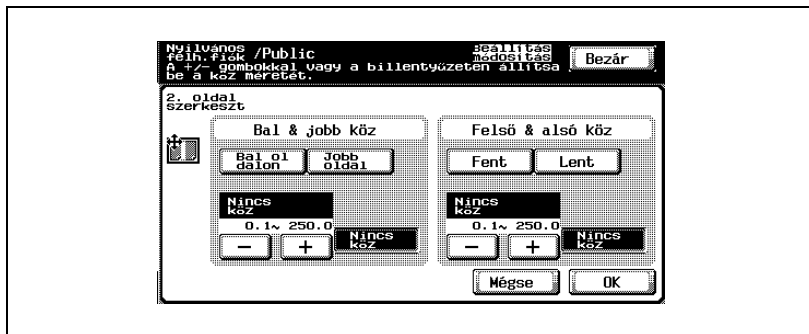 Nyilvános
félh.fiók /Public
Beállítás
módosítás
Bezár
A +/- gombokkal vagy a billentyűzeten állítsa
be a köz méretét.
2. oldal
szerkeszt
Bal & jobb köz
Felső & alsó köz
Bal ol
dalon
Jobb
oldal
Fent
Lent
Nincs
köz
Nincs
köz
0.1~ 250.0
0.1~ 250.0
Nincs
köz
Nincs
köz
- +
- +
Mégse
OK